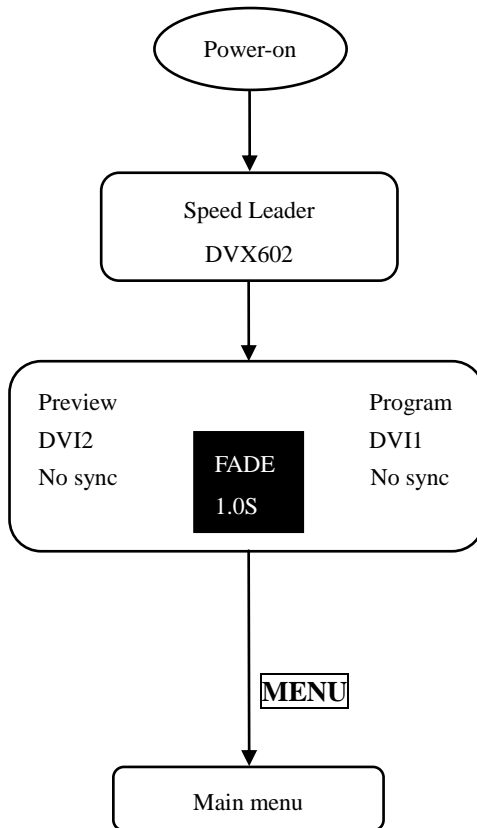 Power-on
Speed Leader
DVX602
Preview
DVI2
No sync
FADE
1.0S
Program
DVI1
No sync
MENU
Main menu